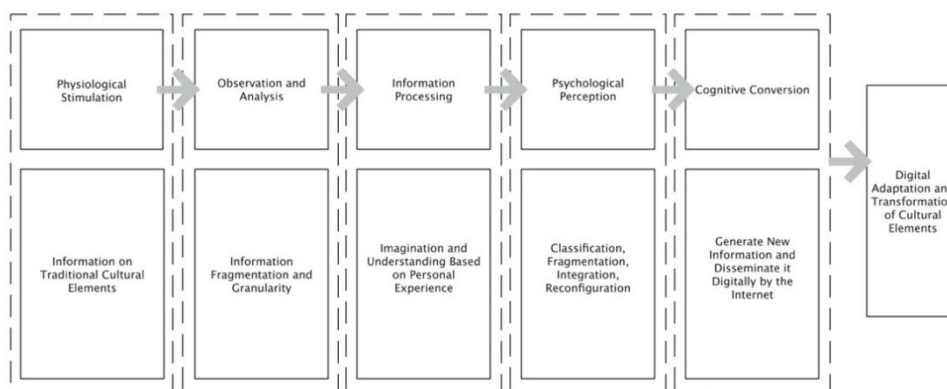 Physiological
Stimulation
Observation and
Analysis
Information
Processing
Psychological
Perception
Cognitive Conversion
Information on
Traditional Cultural
Elements
Information
Fragmentation and
Granularity
Imagination and
Understanding Based
on Personal
Experience
Classification,
Fragmentation,
Integration,
Reconfiguration
Generate New
Information and
Disseminate it
Digitally by the
Internet
Digital
Adaptation an
Transformatio
of Cultural
Elements